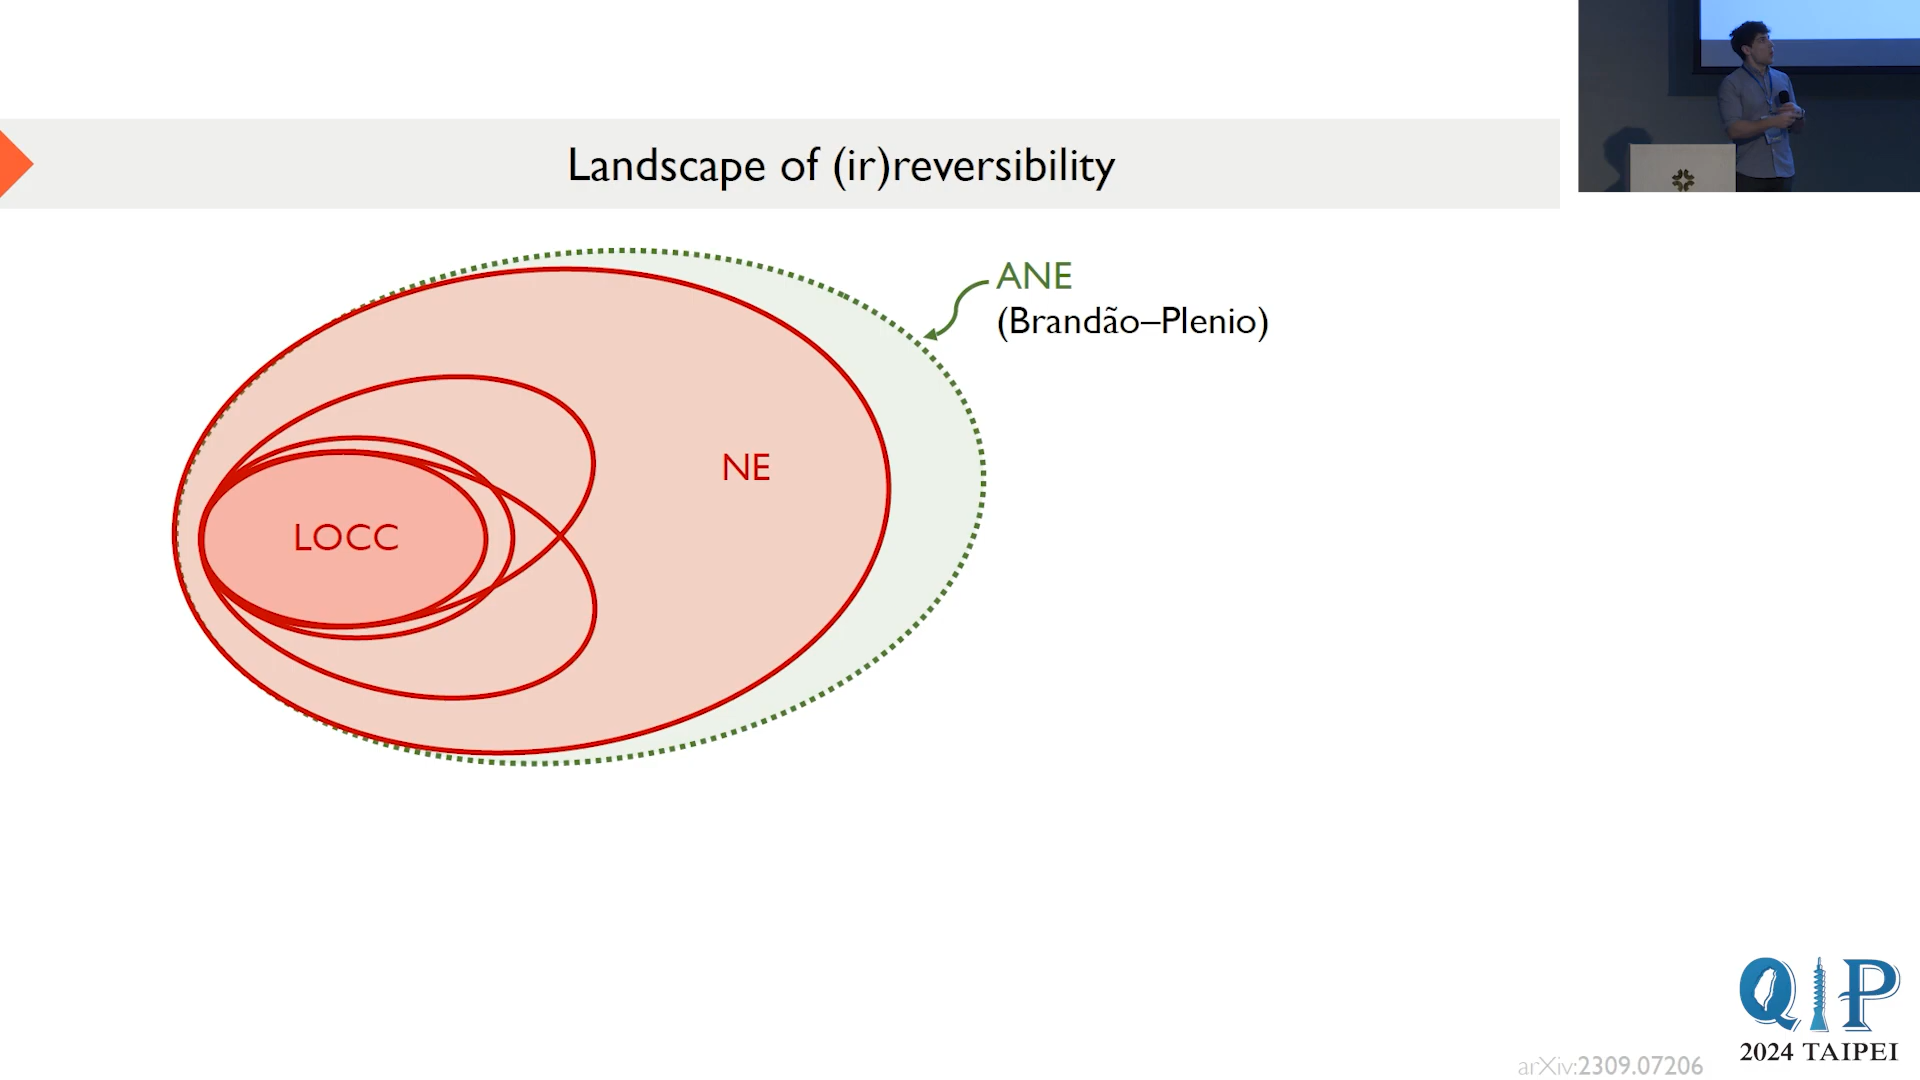 Landscape of (ir)reversibility
ANE
(Brandão–Plenio)
NE
LOCC
QIP
2024 TAIPEI
arXiv:2309.07206